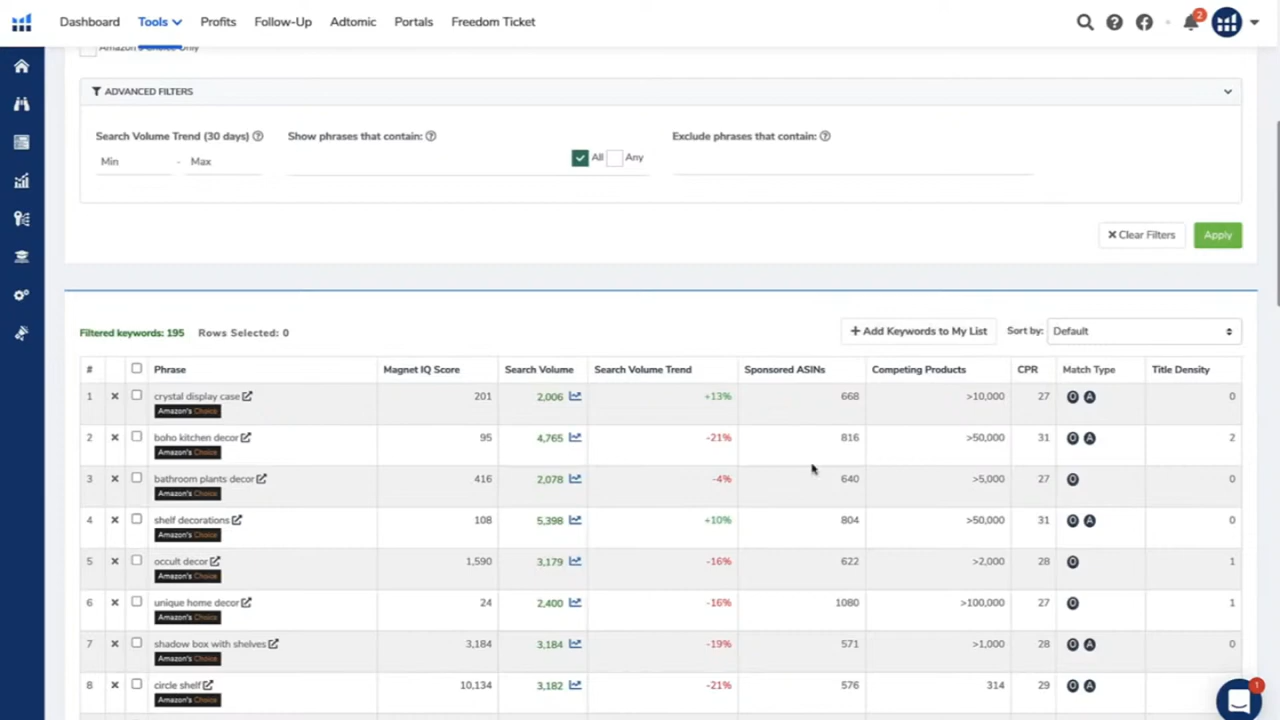 Dashboard Tools Profits Follow-Up Adtomic Portals Freedom Ticket 2
Amazon's Choice Only
ADVANCED FILTERS
Search Volume Trend (30 days) ? Show phrases that contain: ? Exclude phrases that contain: ?
Min - Max All Any
× Clear Filters Apply
Filtered keywords: 195 Rows Selected: 0 + Add Keywords to My List Sort by: Default
# Phrase Magnet IQ Score Search Volume Search Volume Trend Sponsored ASINs Competing Products CPR Match Type Title Density
1 × crystal display case 201 2,006 +13% 668 >10,000 27 O A 0
Amazon's Choice
2 × boho kitchen decor 95 4,765 -21% 816 >50,000 31 O A 2
Amazon's Choice
3 × bathroom plants decor 416 2,078 -4% 640 >5,000 27 O 0
Amazon's Choice
4 × shelf decorations 108 5,398 +10% 804 >50,000 31 O A 0
Amazon's Choice
5 × occult decor 1,590 3,179 -16% 622 >2,000 28 O 1
Amazon's Choice
6 × unique home decor 24 2,400 -16% 1080 >100,000 27 O 1
Amazon's Choice
7 × shadow box with shelves 3,184 3,184 -19% 571 >1,000 28 O A 0
Amazon's Choice
8 × circle shelf 10,134 3,182 -21% 576 314 29 O A
Amazon's Choice
1